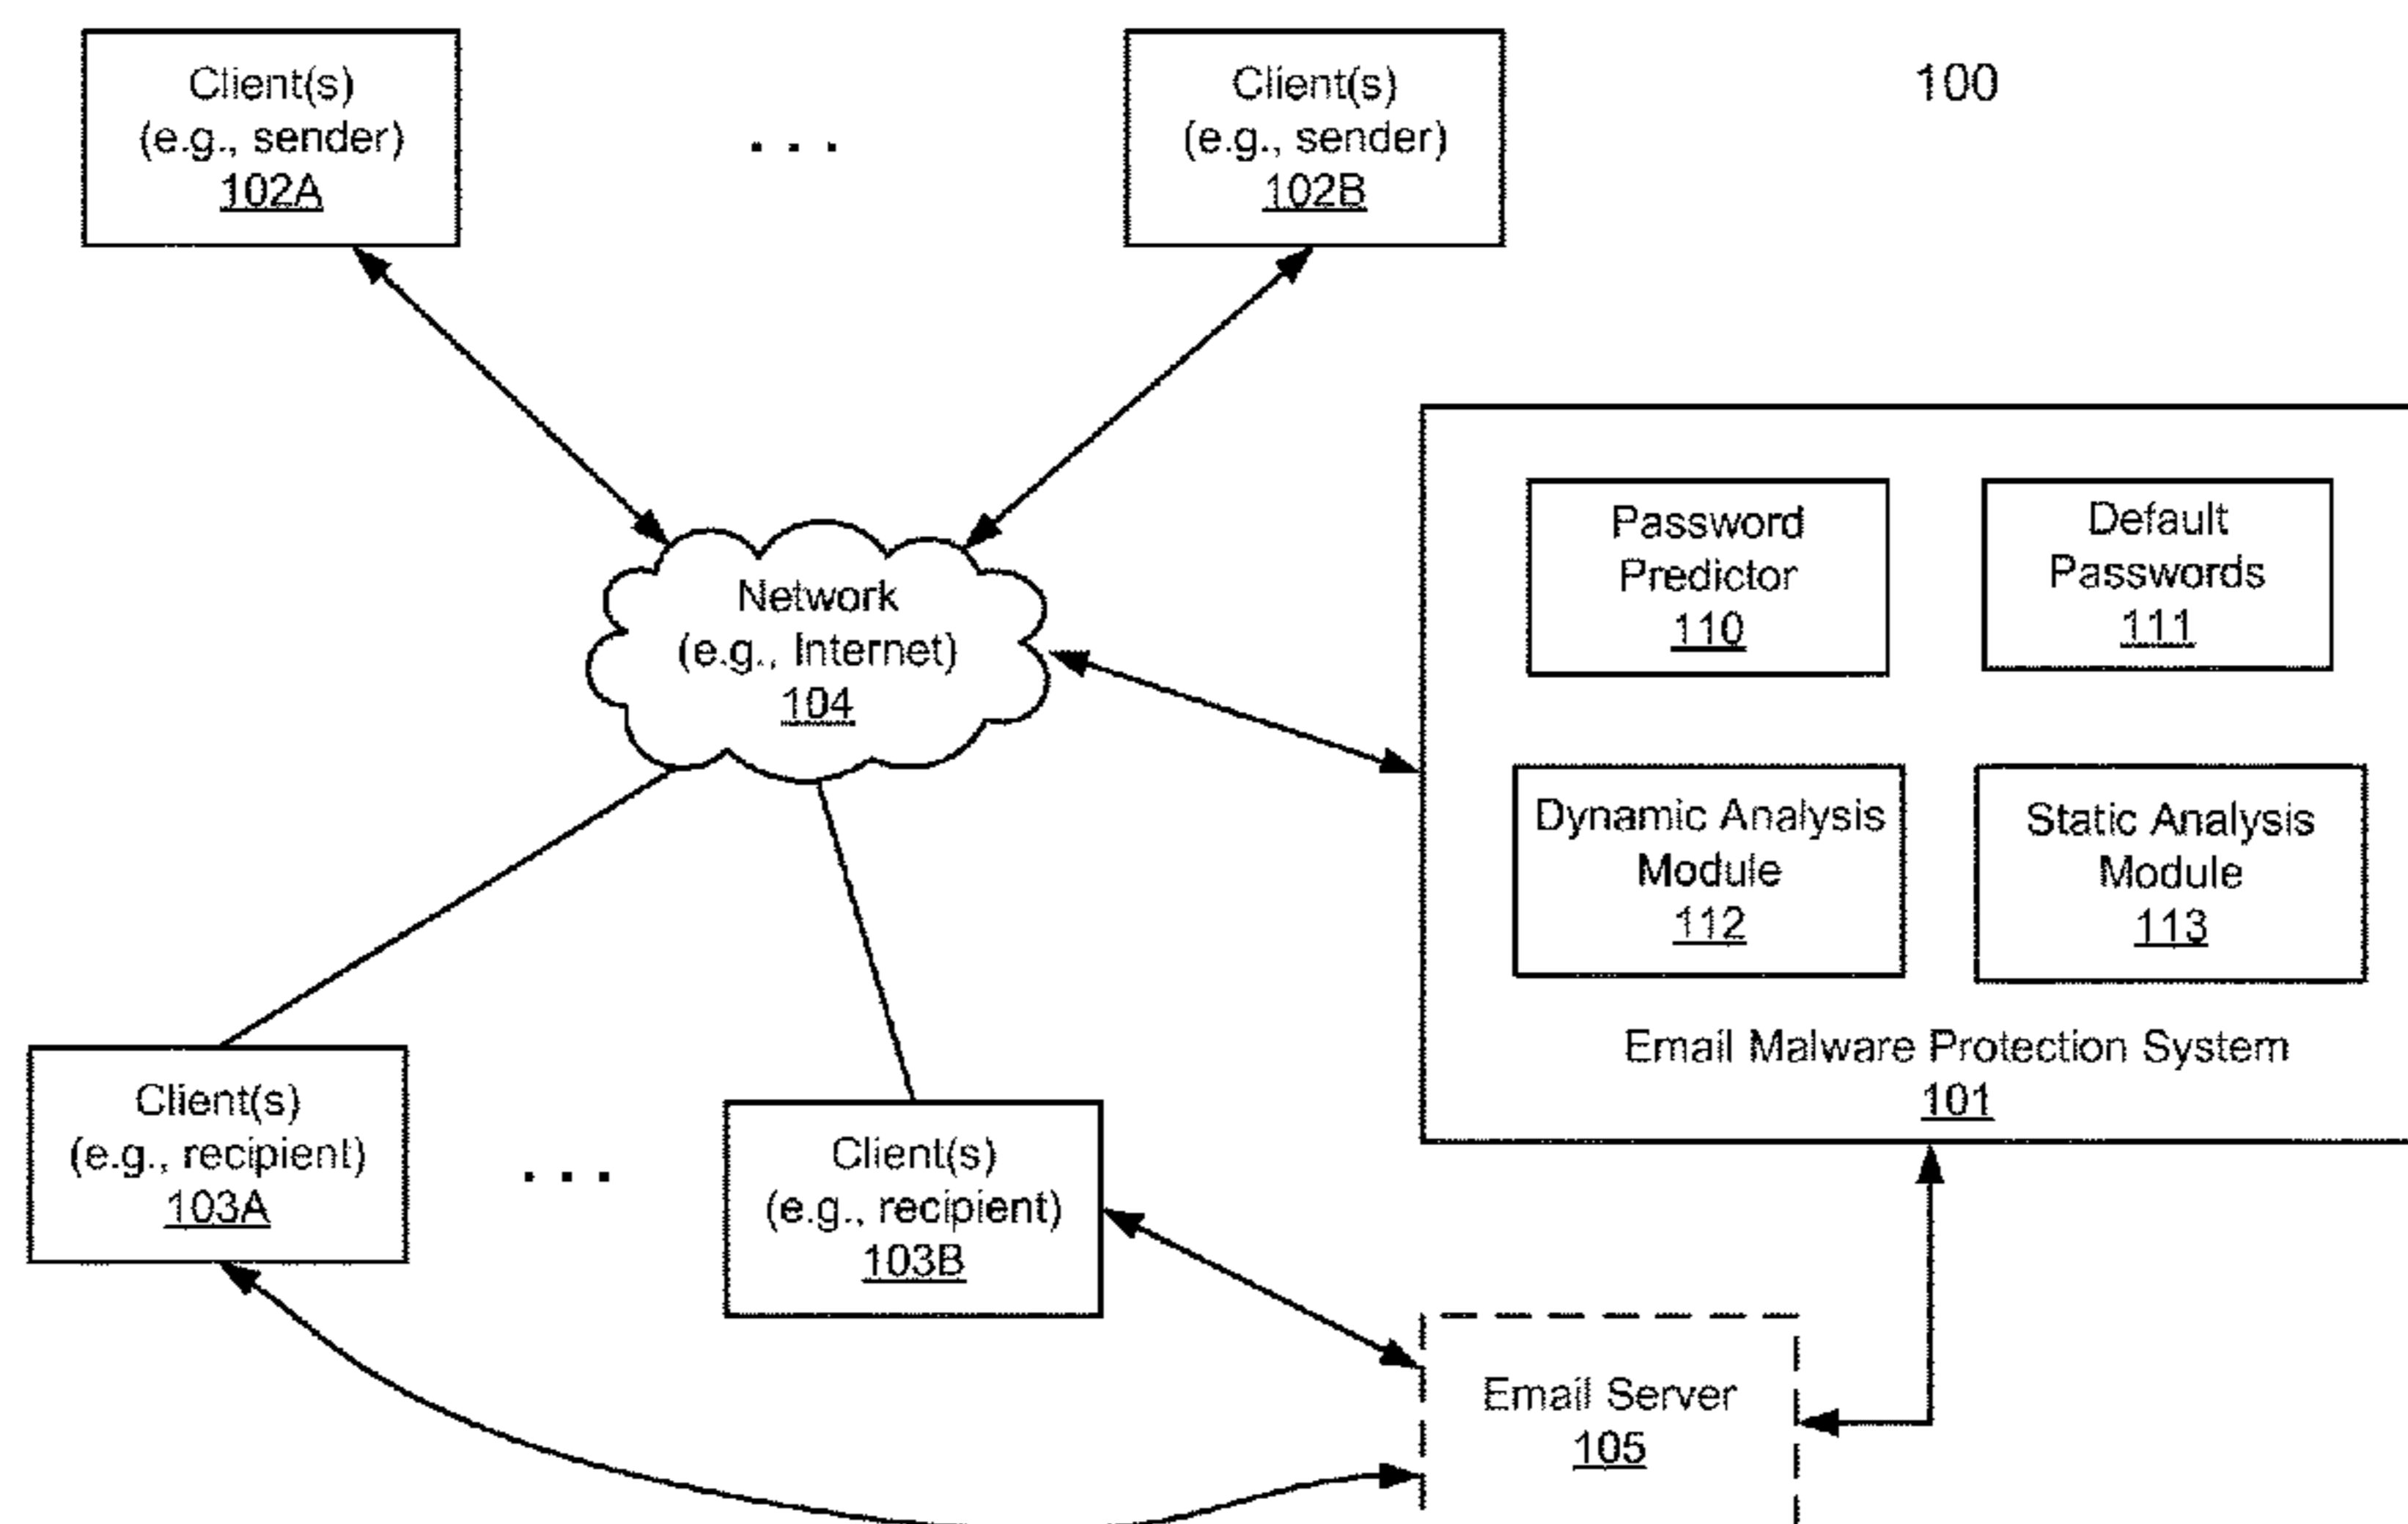 Client(s)
(e.g., sender)
102A
. . .
Client(s)
(e.g., sender)
102B
100
Network
(e.g., Internet)
104
Password
Predictor
110
Default
Passwords
111
Dynamic Analysis
Module
112
Static Analysis
Module
113
Email Malware Protection System
101
Client(s)
(e.g., recipient)
103A
. . .
Client(s)
(e.g., recipient)
103B
Email Server
105